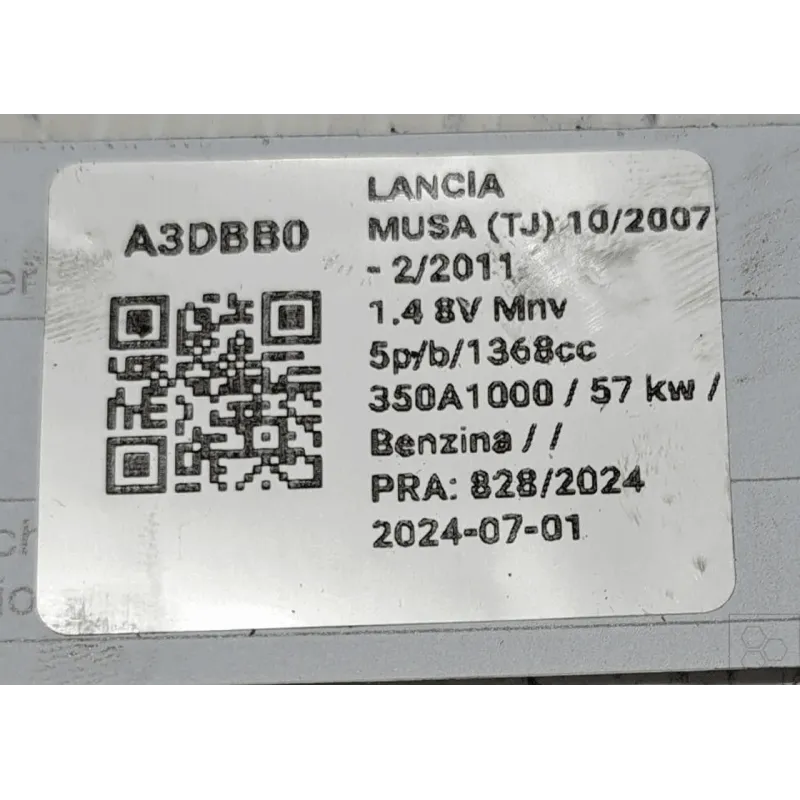 A3DBB0
LANCIA
MUSA (TJ) 10/2007
- 2/2011
1.4 8V Mnv
5p/b/1368cc
350A1000 / 57 kw /
Benzina / /
PRA: 828/2024
2024-07-01